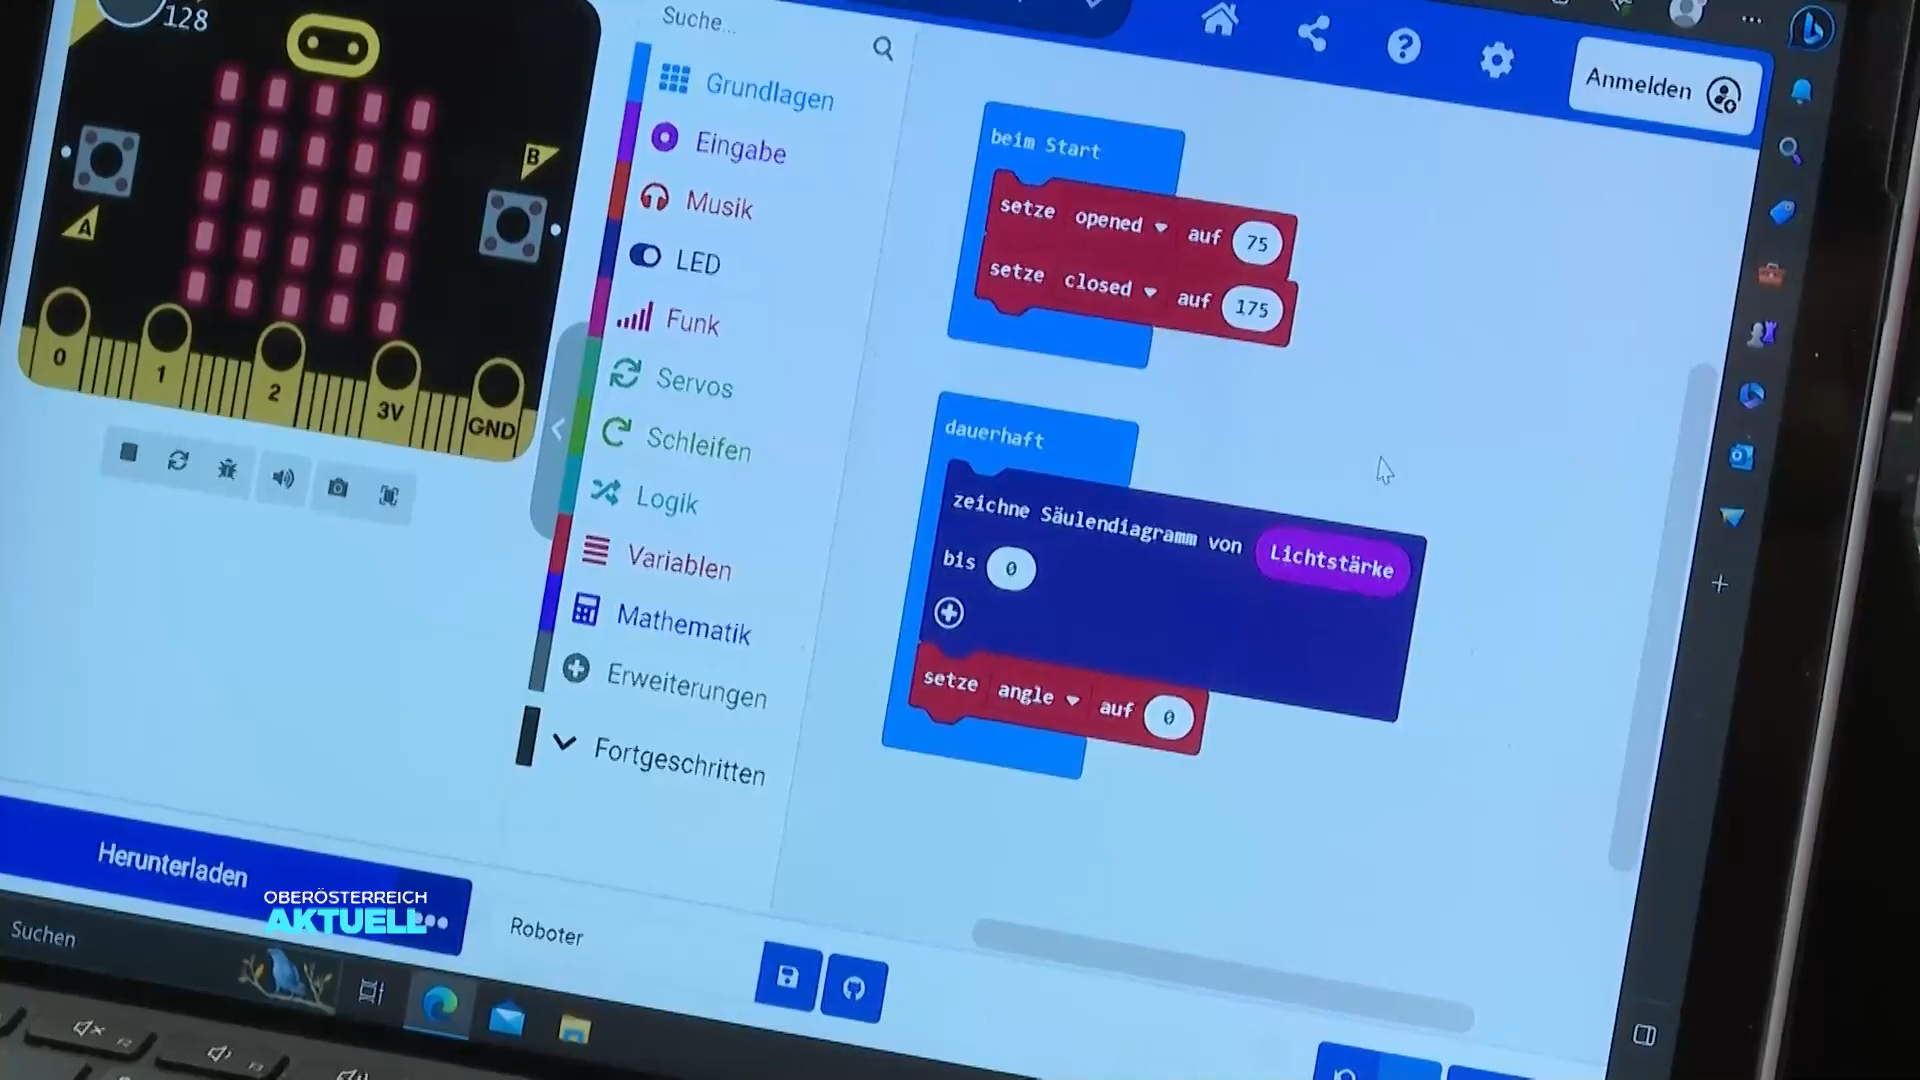 128
B
A
0
1
2
3V
GND
Suche...
Grundlagen
Eingabe
Musik
LED
Funk
Servos
Schleifen
Logik
Variablen
Mathematik
Erweiterungen
Fortgeschritten
Anmelden
beim Start
setze opened auf 75
setze closed auf 175
dauerhaft
zeichne Säulendiagramm von Lichtstärke
bis 0
setze angle auf 0
Herunterladen
OBERÖSTERREICH
AKTUELL
Roboter
Suchen